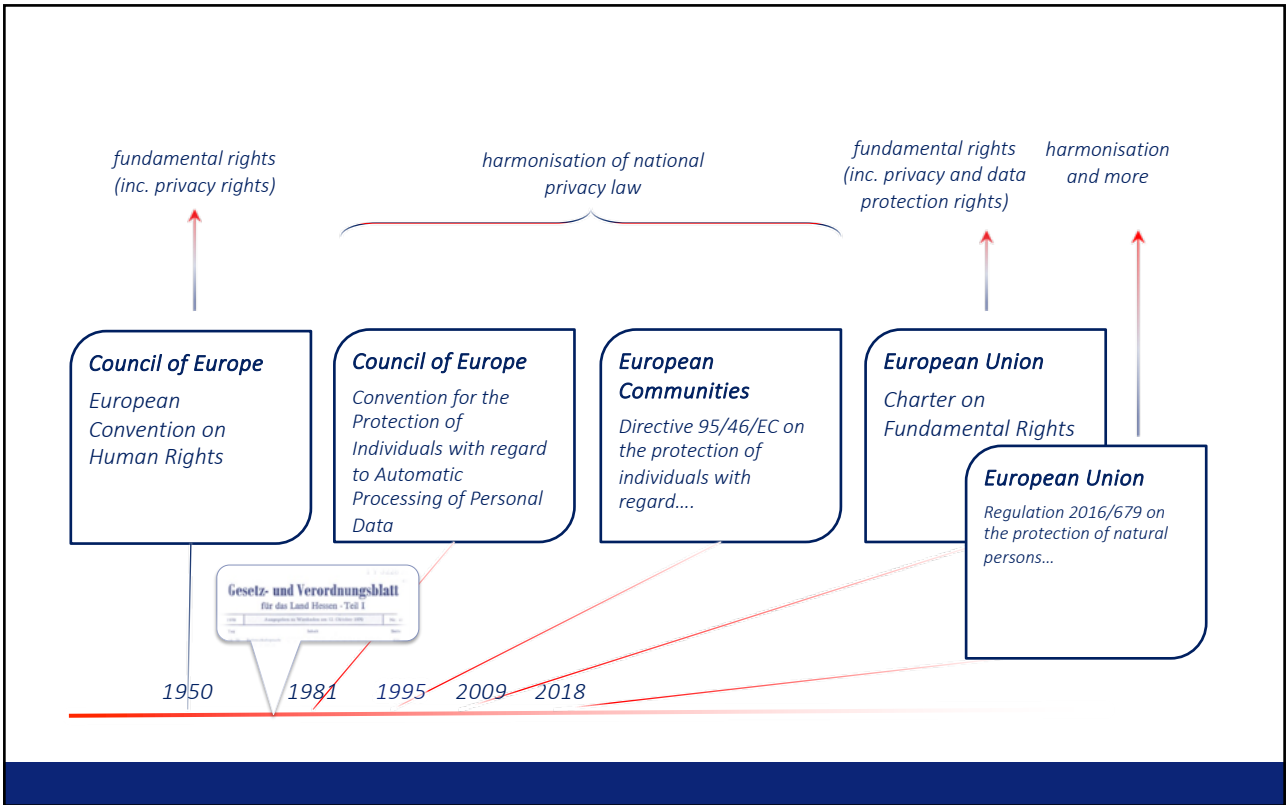 fundamental rights
(inc. privacy rights)
harmonisation of national
privacy law
fundamental rights
(inc. privacy and data
protection rights)
harmonisation
and more
Council of Europe
European
Convention on
Human Rights
Council of Europe
Convention for the
Protection of
Individuals with regard
to Automatic
Processing of Personal
Data
European
Communities
Directive 95/46/EC on
the protection of
individuals with
regard….
European Union
Charter on
Fundamental Rights
European Union
Regulation 2016/679 on
the protection of natural
persons…
Gesetz- und Verordnungsblatt
für das Land Hessen - Teil I
1950
1981
1995
2009
2018